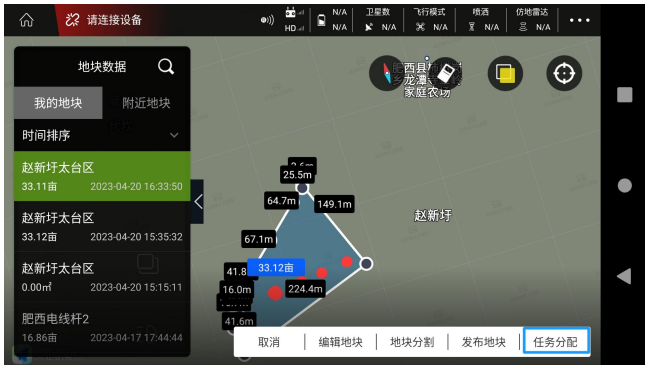 请连接设备
HD
N/A
N/A
N/A
N/A
卫星数
N/A
飞行模式
N/A
喷洒
N/A
仿地雷达
N/A
地块数据
我的地块
附近地块
时间排序
赵新圩太台区
33.11亩 2023-04-20 16:33:50
赵新圩太台区
33.12亩 2023-04-20 15:35:32
赵新圩太台区
0.00㎡ 2023-04-20 15:15:11
肥西电线杆2
16.86亩 2023-04-17 17:44:44
家庭农场
25.5m
64.7m
149.1m
赵新圩
67.1m
41.8
33.12亩
16.0m
224.4m
41.6m
取消
编辑地块
地块分割
发布地块
任务分配